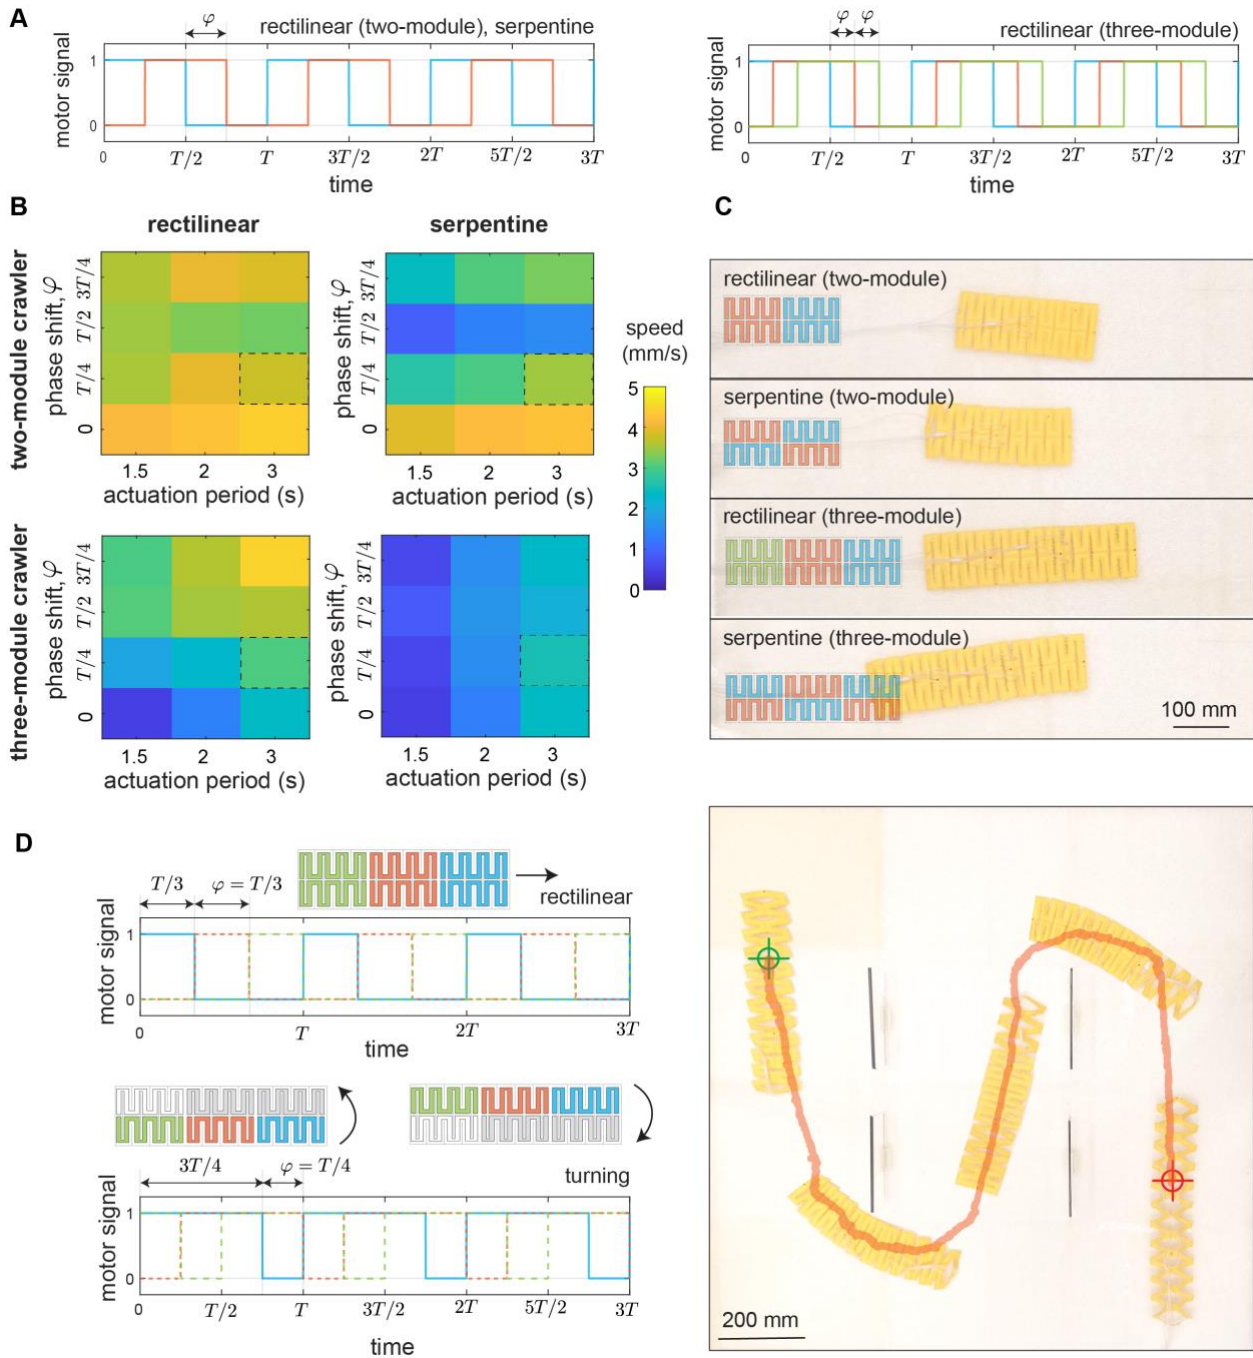 A
φ
rectilinear (two-module), serpentine
motor signal
1
0
0
T/2
T
3T/2
2T
5T/2
3T
time
φ φ
rectilinear (three-module)
motor signal
1
0
0
T/2
T
3T/2
2T
5T/2
3T
time
B
rectilinear
serpentine
two-module crawler
phase shift, φ
3T/4
T/2
T/4
0
1.5 2 3
actuation period (s)
phase shift, φ
3T/4
T/2
T/4
0
1.5 2 3
actuation period (s)
speed
(mm/s)
5
4
3
2
1
0
three-module crawler
phase shift, φ
3T/4
T/2
T/4
0
1.5 2 3
actuation period (s)
phase shift, φ
3T/4
T/2
T/4
0
1.5 2 3
actuation period (s)
C
rectilinear (two-module)
serpentine (two-module)
rectilinear (three-module)
serpentine (three-module)
100 mm
D
T/3
φ = T/3
rectilinear
motor signal
1
0
0
T
2T
3T
time
3T/4
φ = T/4
turning
motor signal
1
0
0
T/2
T
3T/2
2T
5T/2
3T
time
200 mm